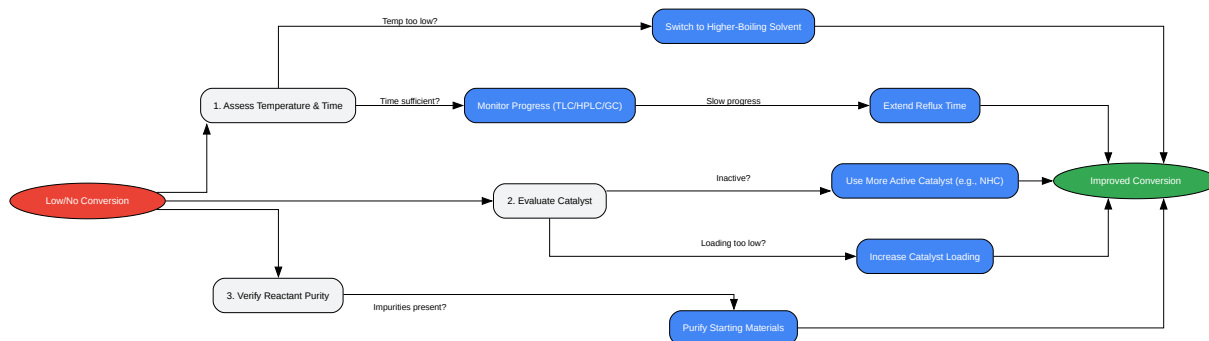 Temp too low?
Switch to Higher-Boiling Solvent
1. Assess Temperature & Time
Time sufficient?
Monitor Progress (TLC/HPLC/GC)
Slow progress
Extend Reflux Time
Low/No Conversion
2. Evaluate Catalyst
Inactive?
Use More Active Catalyst (e.g., NHC)
Improved Conversion
Loading too low?
Increase Catalyst Loading
3. Verify Reactant Purity
Impurities present?
Purify Starting Materials